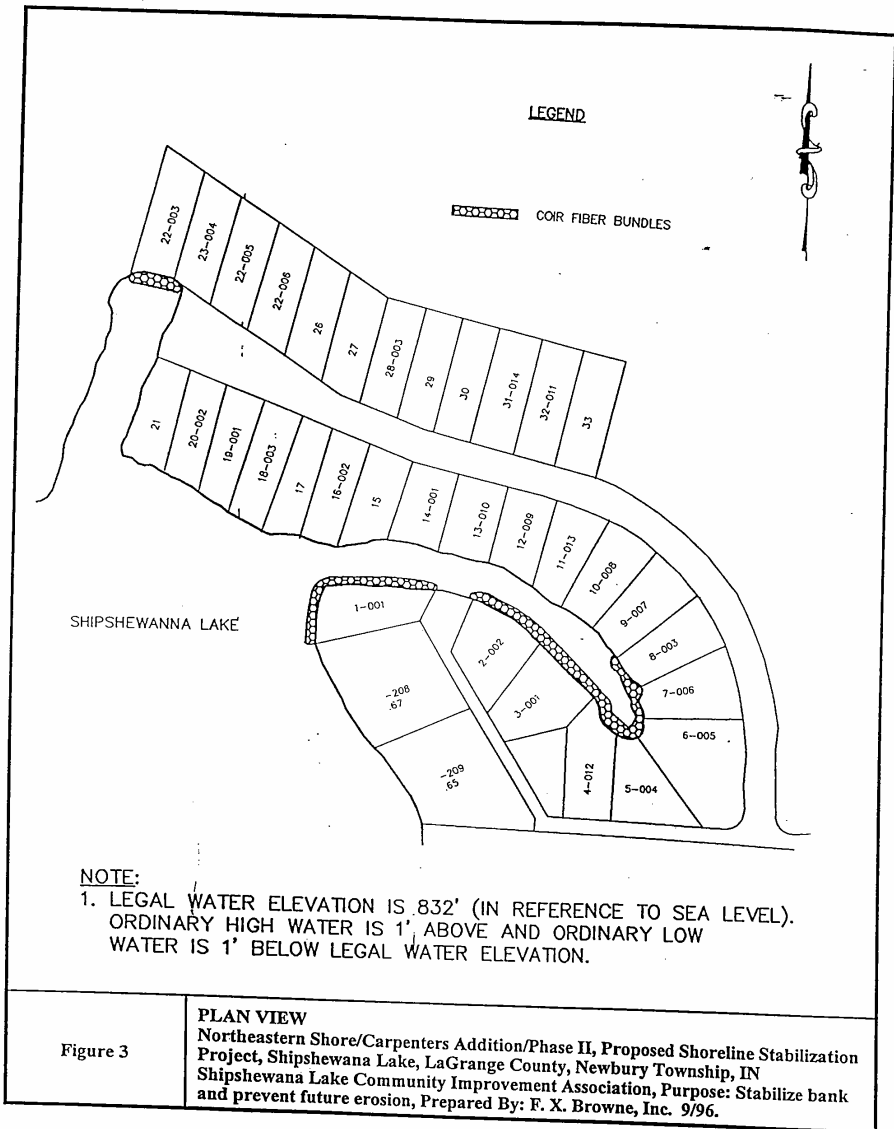 LEGEND
COIR FIBER BUNDLES
22-003
23-004
22-005
22-006
26
27
28-003
29
30
31-014
32-011
33
21
20-002
19-001
18-003
17
16-002
15
14-001
13-010
12-009
11-013
10-008
9-007
8-003
7-006
6-005
5-004
4-012
3-001
2-002
1-001
SHIPSHEWANNA LAKE
-208
.67
-209
.65
NOTE:
1. LEGAL WATER ELEVATION IS 832' (IN REFERENCE TO SEA LEVEL).
ORDINARY HIGH WATER IS 1' ABOVE AND ORDINARY LOW
WATER IS 1' BELOW LEGAL WATER ELEVATION.
Figure 3
PLAN VIEW
Northeastern Shore/Carpenters Addition/Phase II, Proposed Shoreline Stabilization
Project, Shipshewana Lake, LaGrange County, Newbury Township, IN
Shipshewana Lake Community Improvement Association, Purpose: Stabilize bank
and prevent future erosion, Prepared By: F. X. Browne, Inc. 9/96.